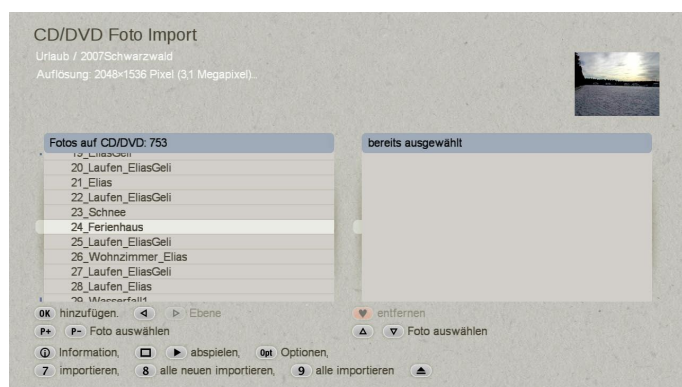 CD/DVD Foto Import
Urlaub / 2007Schwarzwald
Auflösung: 2048×1536 Pixel (3,1 Megapixel)...
Fotos auf CD/DVD: 753
bereits ausgewählt
19_EliasGeli
20_Laufen_EliasGeli
21_Elias
22_Laufen_EliasGeli
23_Schnee
24_Ferienhaus
25_Laufen_EliasGeli
26_Wohnzimmer_Elias
27_Laufen_EliasGeli
28_Laufen_Elias
29_Wasserfall1
OK hinzufügen. Ebene
entfernen
P+ P- Foto auswählen
Foto auswählen
Information, abspielen, Opt Optionen,
7 importieren, 8 alle neuen importieren, 9 alle importieren